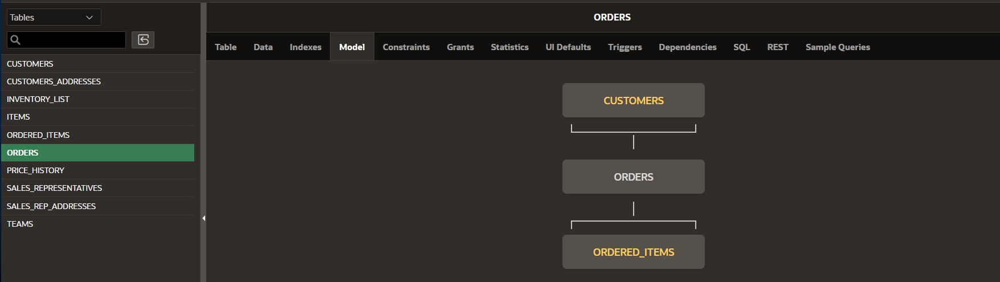 Tables
CUSTOMERS
CUSTOMERS_ADDRESSES
INVENTORY_LIST
ITEMS
ORDERED_ITEMS
ORDERS
PRICE_HISTORY
SALES_REPRESENTATIVES
SALES_REP_ADDRESSES
TEAMS
ORDERS
Table Data Indexes Model Constraints Grants Statistics UI Defaults Triggers Dependencies SQL REST Sample Queries
CUSTOMERS
ORDERS
ORDERED_ITEMS